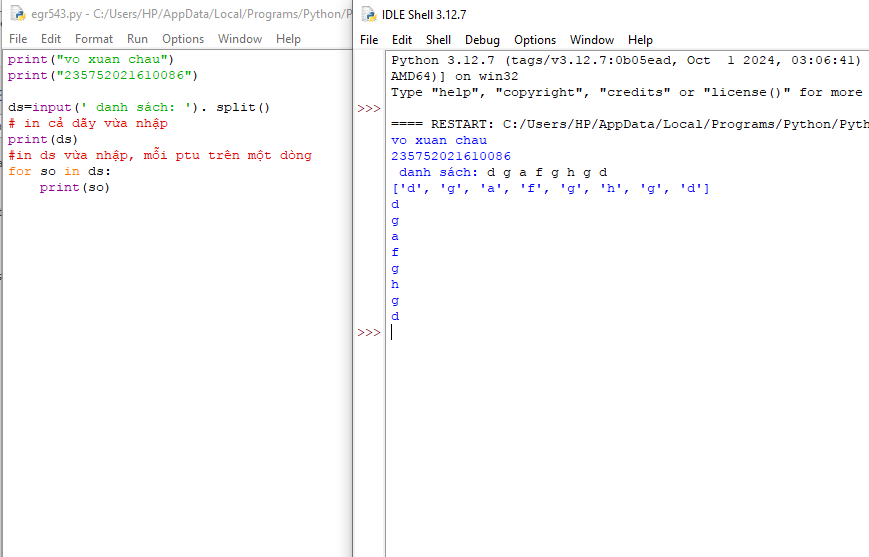 egr543.py - C:/Users/HP/AppData/Local/Programs/Python/P
File Edit Format Run Options Window Help
print("vo xuan chau")
print("235752021610086")
ds=input(' danh sách: '). split()
# in cả dãy vừa nhập
print(ds)
#in ds vừa nhập, mỗi ptu trên một dòng
for so in ds:
    print(so)
IDLE Shell 3.12.7
File Edit Shell Debug Options Window Help
Python 3.12.7 (tags/v3.12.7:0b05ead, Oct  1 2024, 03:06:41)
AMD64)] on win32
Type "help", "copyright", "credits" or "license()" for more
>>>
==== RESTART: C:/Users/HP/AppData/Local/Programs/Python/Pyth
vo xuan chau
235752021610086
 danh sách: d g a f g h g d
['d', 'g', 'a', 'f', 'g', 'h', 'g', 'd']
d
g
a
f
g
h
g
d
>>>